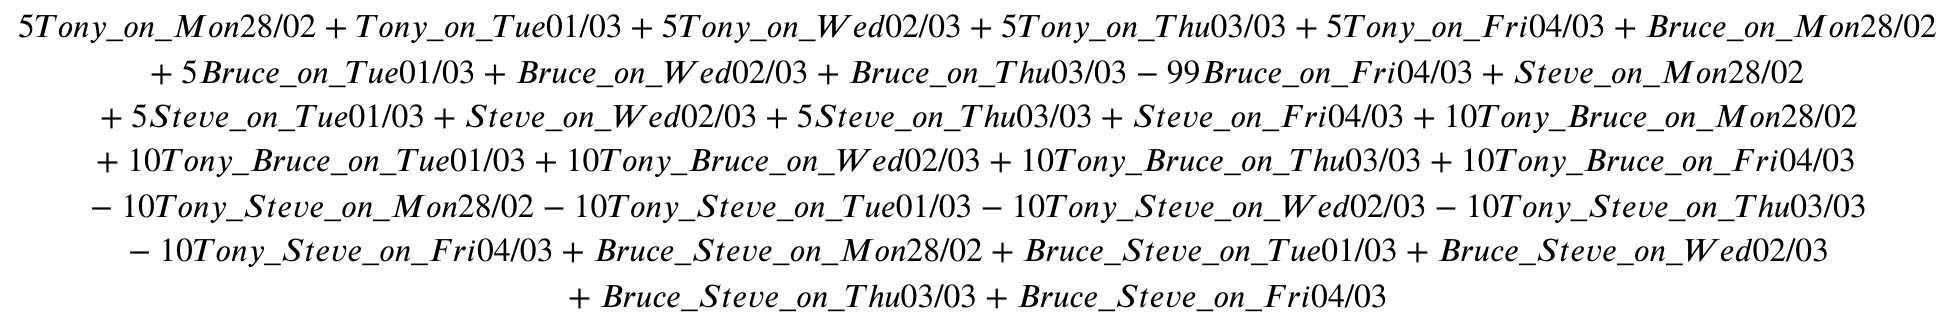 5Tony_on_Mon28/02 + Tony_on_Tue01/03 + 5Tony_on_Wed02/03 + 5Tony_on_Thu03/03 + 5Tony_on_Fri04/03 + Bruce_on_Mon28/02
+ 5Bruce_on_Tue01/03 + Bruce_on_Wed02/03 + Bruce_on_Thu03/03 − 99Bruce_on_Fri04/03 + Steve_on_Mon28/02
+ 5Steve_on_Tue01/03 + Steve_on_Wed02/03 + 5Steve_on_Thu03/03 + Steve_on_Fri04/03 + 10Tony_Bruce_on_Mon28/02
+ 10Tony_Bruce_on_Tue01/03 + 10Tony_Bruce_on_Wed02/03 + 10Tony_Bruce_on_Thu03/03 + 10Tony_Bruce_on_Fri04/03
− 10Tony_Steve_on_Mon28/02 − 10Tony_Steve_on_Tue01/03 − 10Tony_Steve_on_Wed02/03 − 10Tony_Steve_on_Thu03/03
− 10Tony_Steve_on_Fri04/03 + Bruce_Steve_on_Mon28/02 + Bruce_Steve_on_Tue01/03 + Bruce_Steve_on_Wed02/03
+ Bruce_Steve_on_Thu03/03 + Bruce_Steve_on_Fri04/03